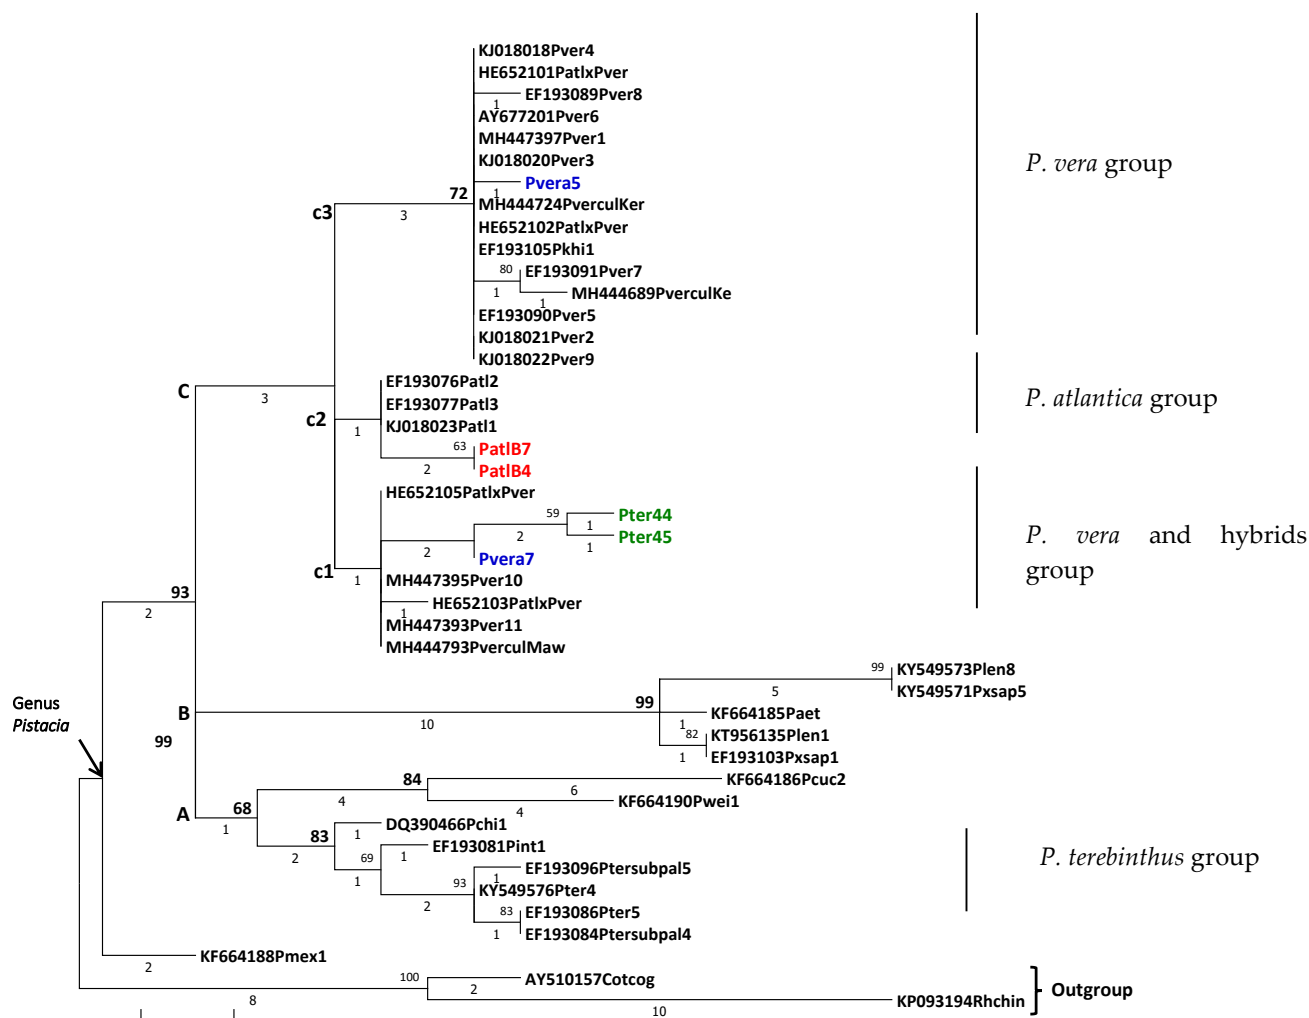 KJ018018Pver4
HE652101PatlxPver
EF193089Pver8
1
AY677201Pver6
MH447397Pver1
KJ018020Pver3
P. vera group
Pvera5
1
72
MH444724PverculKer
c3
3
HE652102PatlxPver
EF193105Pkhi1
80
EF193091Pver7
1
MH444689PverculKe
1
EF193090Pver5
KJ018021Pver2
KJ018022Pver9
EF193076Patl2
C
3
EF193077Patl3
P. atlantica group
c2
1
KJ018023Patl1
63
PatlB7
2
PatlB4
HE652105PatlxPver
59
Pter44
1
2
Pter45
1
P. vera and hybrids
group
2
Pvera7
c1
1
MH447395Pver10
93
2
HE652103PatlxPver
1
MH447393Pver11
MH444793PverculMaw
99
KY549573Plen8
5
KY549571Pxsap5
Genus
Pistacia
99
B
10
99
KF664185Paet
1
82
KT956135Plen1
1
EF193103Pxsap1
84
KF664186Pcuc2
4
6
KF664190Pwei1
4
A
68
1
DQ390466Pchi1
83
1
2
EF193081Pint1
69
1
1
P. terebinthus group
EF193096Ptersubpal5
93
1
KY549576Pter4
2
83
EF193086Pter5
1
EF193084Ptersubpal4
KF664188Pmex1
2
100
AY510157Cotcog
2
8
KP093194Rhchin
10
Outgroup